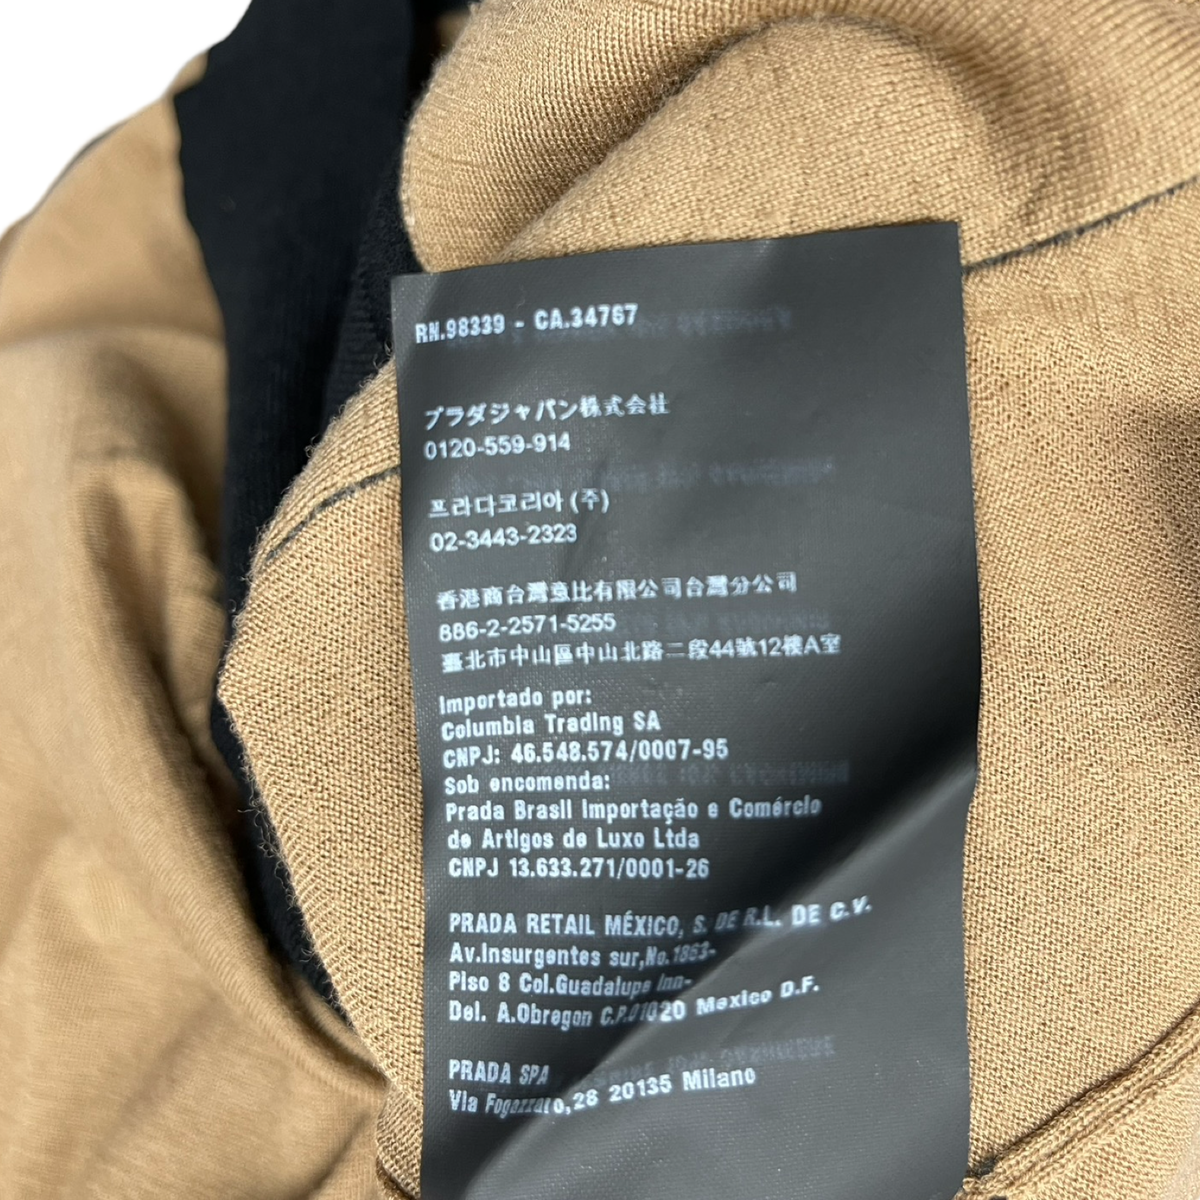 RN.98339 - CA.34767
プラダジャパン株式会社
0120-559-914
프라다코리아 (주)
02-3443-2323
香港商台灣臺比有限公司台灣分公司
886-2-2571-5255
臺北市中山區中山北路二段44號12樓A室
Importado por:
Columbia Trading SA
CNPJ: 46.548.574/0007-95
Sob encomenda:
Prada Brasil Importação e Comércio
de Artigos de Luxo Ltda
CNPJ 13.633.271/0001-26
PRADA RETAIL MÉXICO, S. DE R.L. DE C.V.
Av.Insurgentes sur,No.1863-
Piso 8 Col.Guadalupe Inn-
Del. A.Obregon C.P.01020 Mexico D.F.
PRADA SPA
Via Fogazzaro,28 20135 Milano